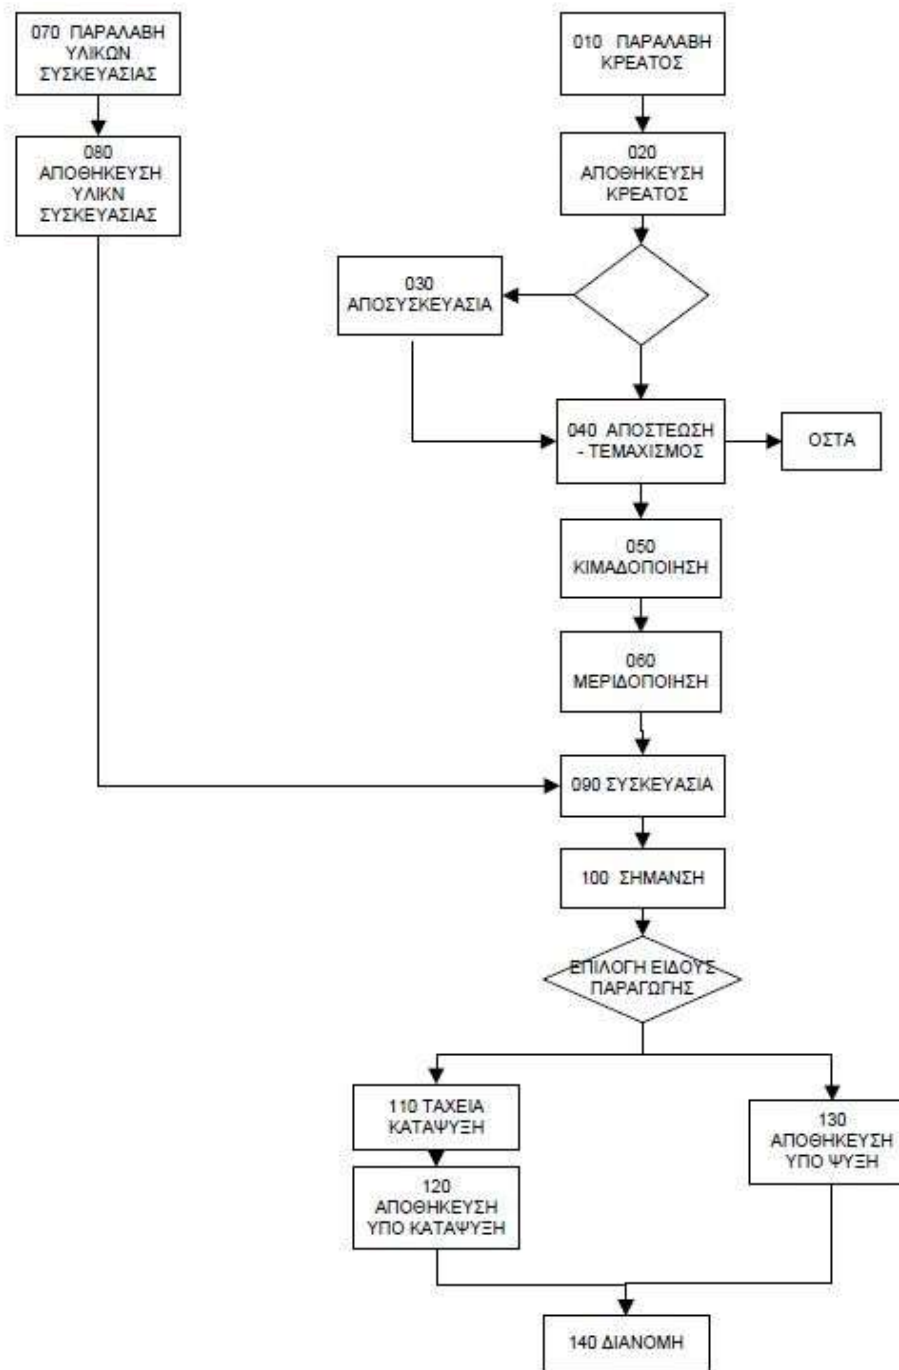 070 ΠΑΡΑΛΑΒΗ
ΥΛΙΚΩΝ
ΣΥΣΚΕΥΑΣΙΑΣ
010 ΠΑΡΑΛΑΒΗ
ΚΡΕΑΤΟΣ
080
ΑΠΟΘΗΚΕΥΣΗ
ΥΛΙΚΝ
ΣΥΣΚΕΥΑΣΙΑΣ
020
ΑΠΟΘΗΚΕΥΣΗ
ΚΡΕΑΤΟΣ
030
ΑΠΟΣΥΣΚΕΥΑΣΙΑ
040 ΑΠΟΣΤΕΩΣΗ
- ΤΕΜΑΧΙΣΜΟΣ
ΟΣΤΑ
050
ΚΙΜΑΔΟΠΟΙΗΣΗ
060
ΜΕΡΙΔΟΠΟΙΗΣΗ
090 ΣΥΣΚΕΥΑΣΙΑ
100 ΣΗΜΑΝΣΗ
ΕΠΙΛΟΓΗ ΕΙΔΟΥΣ
ΠΑΡΑΓΩΓΗΣ
110 ΤΑΧΕΙΑ
ΚΑΤΑΨΥΞΗ
130
ΑΠΟΘΗΚΕΥΣΗ
ΥΠΟ ΨΥΞΗ
120
ΑΠΟΘΗΚΕΥΣΗ
ΥΠΟ ΚΑΤΑΨΥΞΗ
140 ΔΙΑΝΟΜΗ